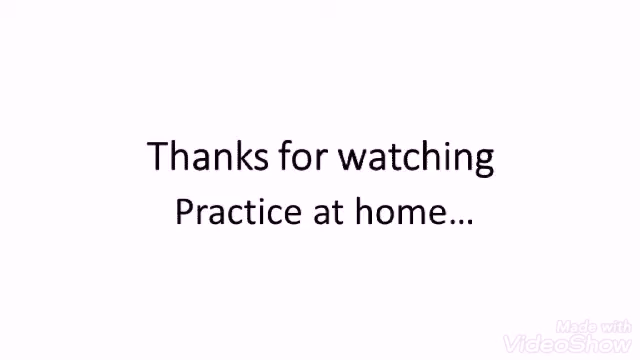 Thanks for watching
Practice at home...
Made with
VideoShow